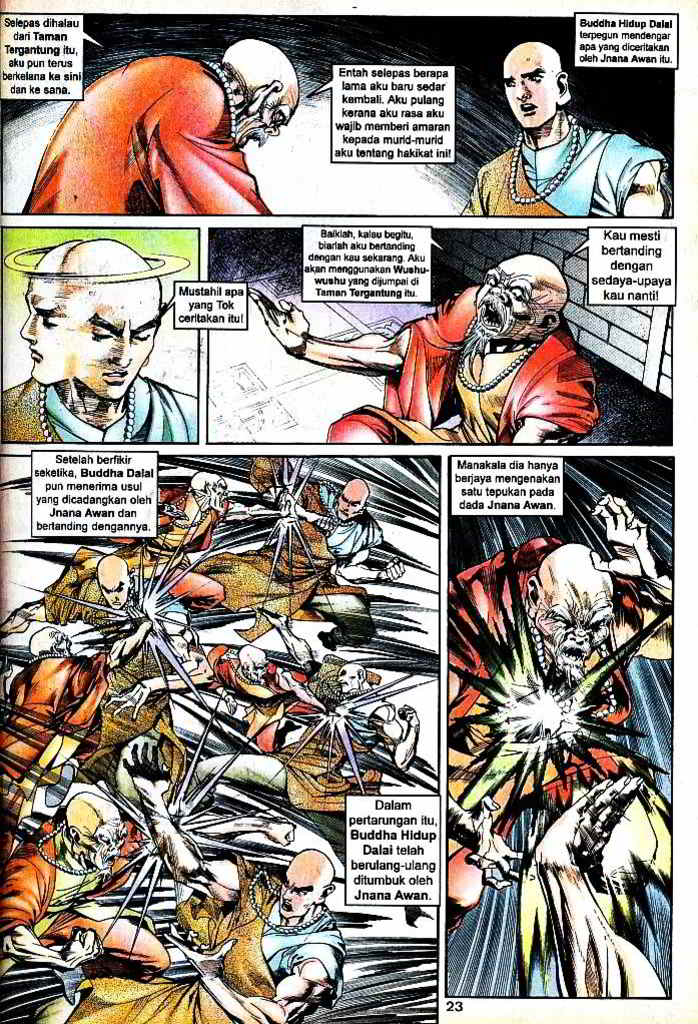 Selepas dihalau
dari Taman
Tergantung itu,
aku pun terus
berkelana ke sini
dan ke sana.
Entah selepas berapa
lama aku baru sedar
kembali. Aku pulang
kerana aku rasa aku
wajib memberi amaran
kepada murid-murid
aku tentang hakikat ini!
Buddha Hidup Dalai
terpegun mendengar
apa yang diceritakan
oleh Jnana Awan itu.
Mustahil apa
yang Tok
ceritakan itu!
Baiklah, kalau begitu,
biarlah aku bertanding
dengan kau sekarang. Aku
akan menggunakan Wushu-
wushu yang dijumpai di
Taman Tergantung itu.
Kau mesti
bertanding
dengan
sedaya-upaya
kau nanti!
Setelah berfikir
seketika, Buddha Dalai
pun menerima usul
yang dicadangkan oleh
Jnana Awan dan
bertanding dengannya.
Dalam
pertarungan itu,
Buddha Hidup
Dalai telah
berulang-ulang
ditumbuk oleh
Jnana Awan.
Manakala dia hanya
berjaya mengenakan
satu tepukan pada
dada Jnana Awan.
23